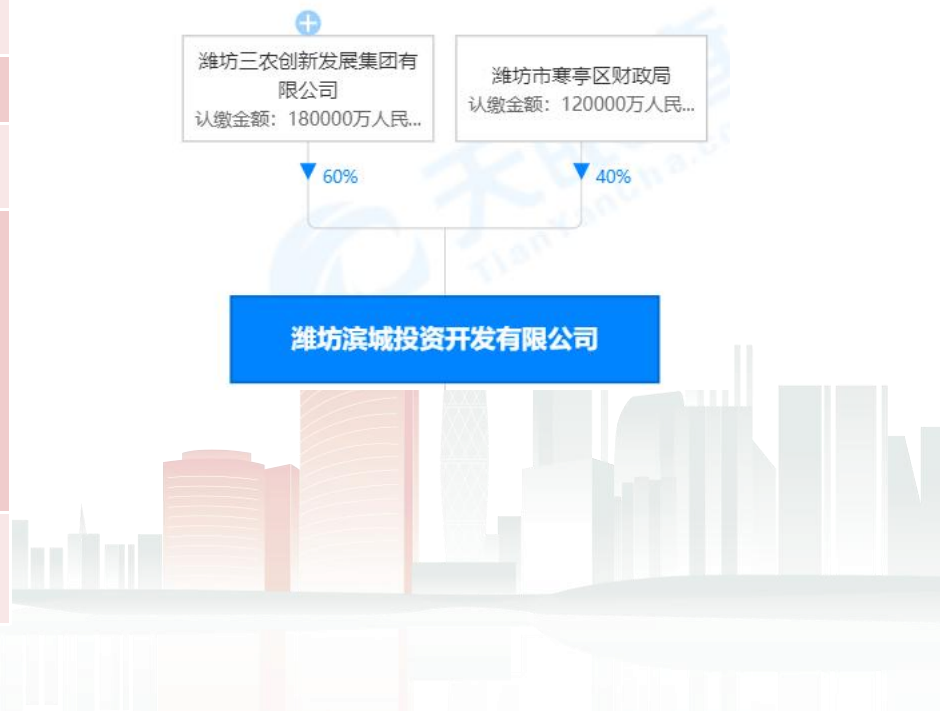 潍坊三农创新发展集团有
限公司
认缴金额：180000万人民...
潍坊市寒亭区财政局
认缴金额：120000万人民...
60%
40%
潍坊滨城投资开发有限公司